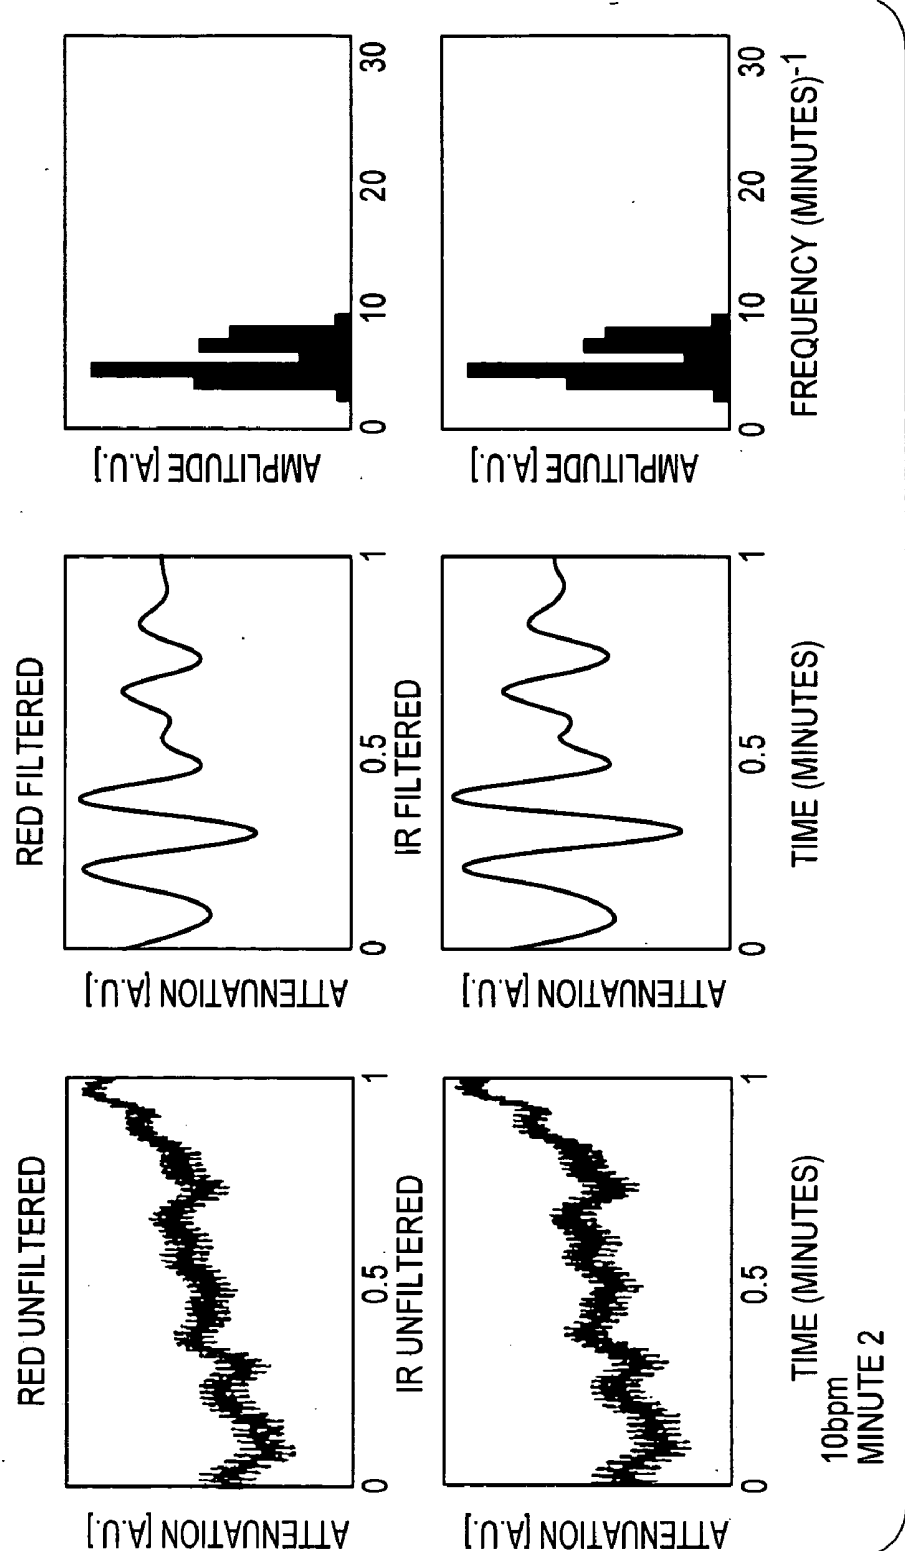 RED UNFILTERED
ATTENUATION [A.U.]
0 0.5 1
RED FILTERED
ATTENUATION [A.U.]
0 0.5 1
AMPLITUDE [A.U.]
0 10 20 30
IR UNFILTERED
ATTENUATION [A.U.]
0 0.5 1
TIME (MINUTES)
IR FILTERED
ATTENUATION [A.U.]
0 0.5 1
TIME (MINUTES)
AMPLITUDE [A.U.]
0 10 20 30
FREQUENCY (MINUTES)-1
10bpm
MINUTE 2